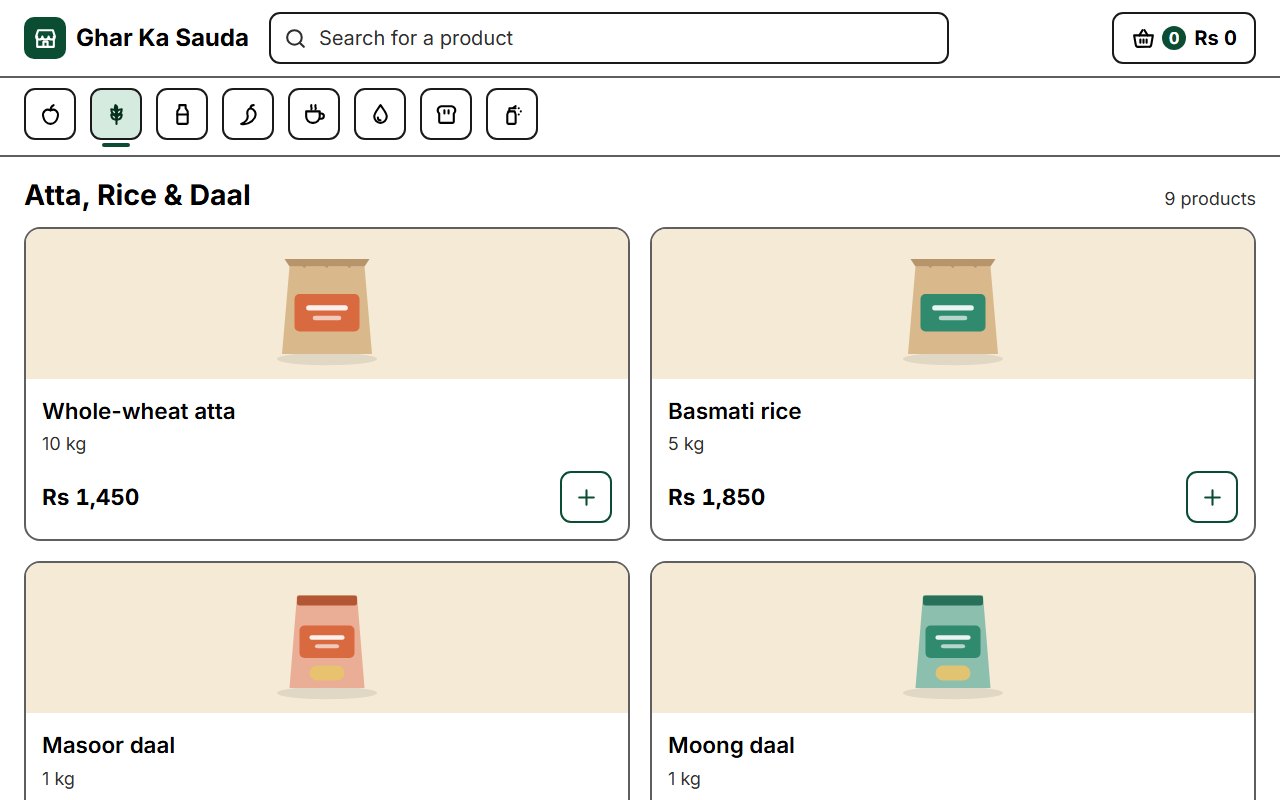 Ghar Ka Sauda
Search for a product
0 Rs 0
Atta, Rice & Daal
9 products
Whole-wheat atta
10 kg
Rs 1,450
Basmati rice
5 kg
Rs 1,850
Masoor daal
1 kg
Moong daal
1 kg